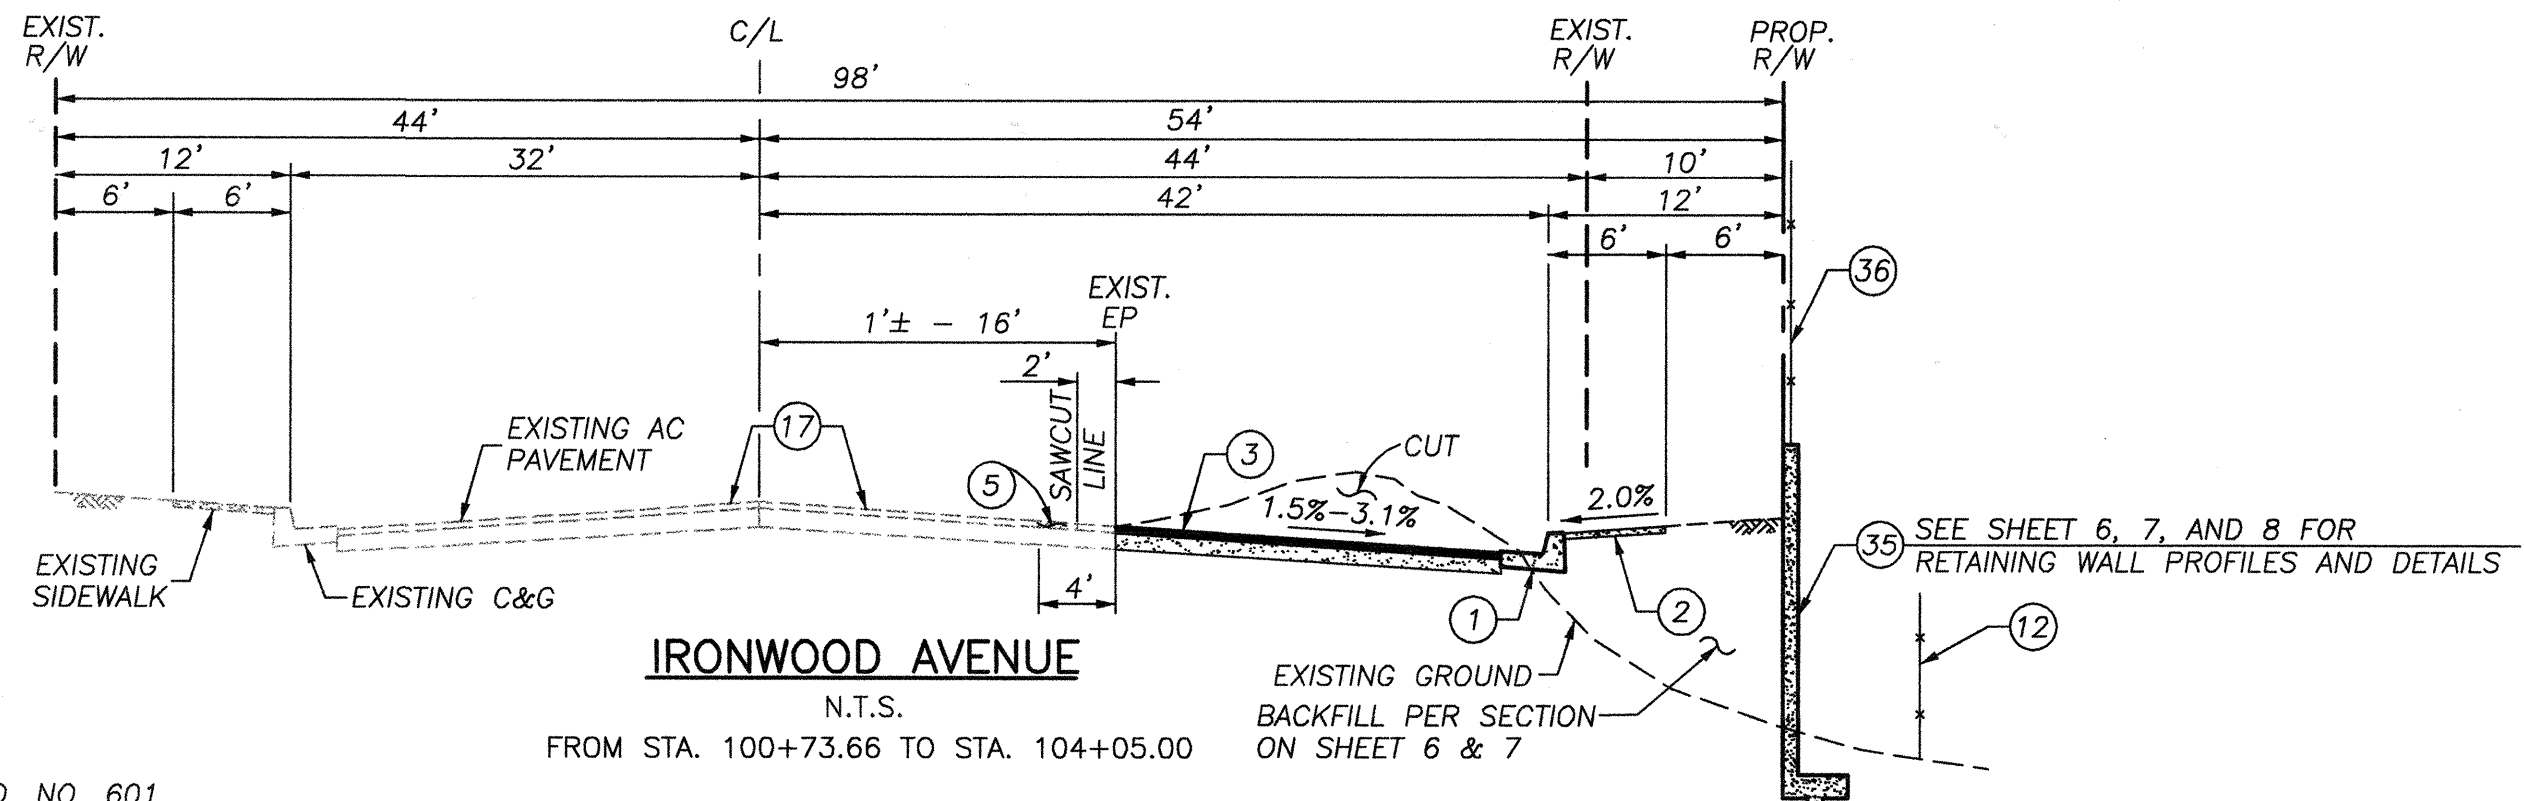 EXIST.
R/W
C/L
EXIST.
R/W
PROP.
R/W
98'
44'
54'
12'
32'
44'
10'
6'
6'
42'
12'
6'
6'
36
EXIST.
EP
1'± - 16'
2'
SAWCUT
LINE
EXISTING AC
PAVEMENT
17
5
3
CUT
1.5%-3.1%
2.0%
35
SEE SHEET 6, 7, AND 8 FOR
RETAINING WALL PROFILES AND DETAILS
EXISTING
SIDEWALK
EXISTING C&G
4'
1
2
12
IRONWOOD AVENUE
N.T.S.
FROM STA. 100+73.66 TO STA. 104+05.00
EXISTING GROUND
BACKFILL PER SECTION
ON SHEET 6 & 7
NO. 601